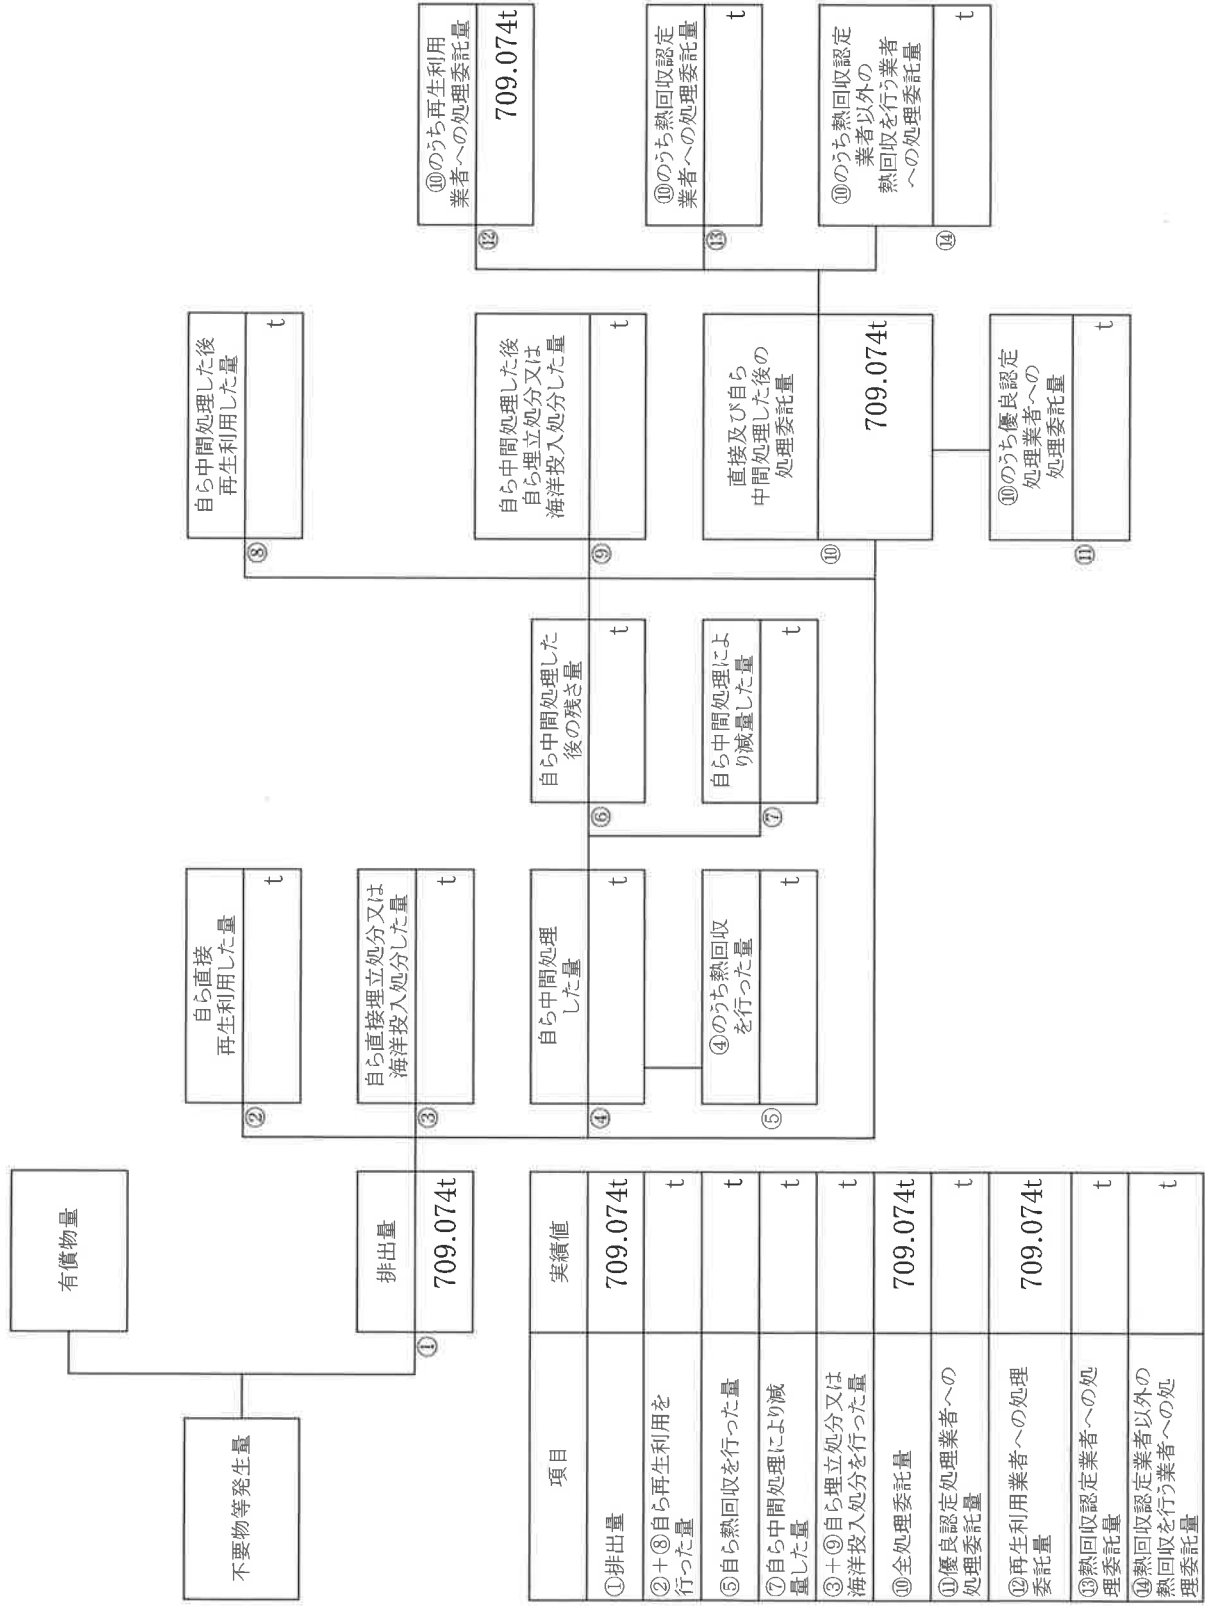 有償物量
不要物等発生量
①
排出量
709.074t
②
自ら直接
再生利用した量
t
③
自ら直接埋立処分又は
海洋投入処分した量
t
④
自ら中間処理
した量
t
⑤
④のうち熱回収
を行った量
t
⑥
自ら中間処理した
後の残さ量
t
⑦
自ら中間処理によ
り減量した量
t
⑧
自ら中間処理した後
再生利用した量
t
⑨
自ら中間処理した後
自ら埋立処分又は
海洋投入処分した量
t
⑩
直接及び自ら
中間処理した後の
処理委託量
709.074t
⑪
⑩のうち優良認定
処理業者への
処理委託量
t
⑫
⑩のうち再生利用
業者への処理委託量
709.074t
⑬
⑩のうち熱回収認定
業者への処理委託量
t
⑭
⑩のうち熱回収認定
業者以外の
熱回収を行う業者
への処理委託量
t
項目
実績値
①排出量
709.074t
②+⑧自ら再生利用を
行った量
t
⑤自ら熱回収を行った量
t
⑦自ら中間処理により減
量した量
t
③+⑨自ら埋立処分又は
海洋投入処分を行った量
t
⑩全処理委託量
709.074t
⑪優良認定処理業者への
処理委託量
t
⑫再生利用業者への処理
委託量
709.074t
⑬熱回収認定業者への処
理委託量
t
⑭熱回収認定業者以外の
熱回収を行う業者への処
理委託量
t